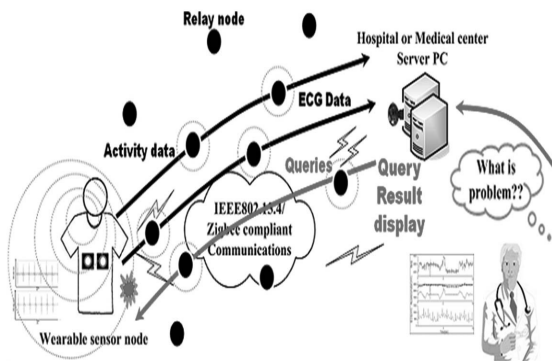 Relay node
Hospital or Medical center
Server PC
ECG Data
Activity data
Queries
Query
Result
display
What is
problem??
IEEE802.15.4/
Zigbee compliant
Communications
Wearable sensor node